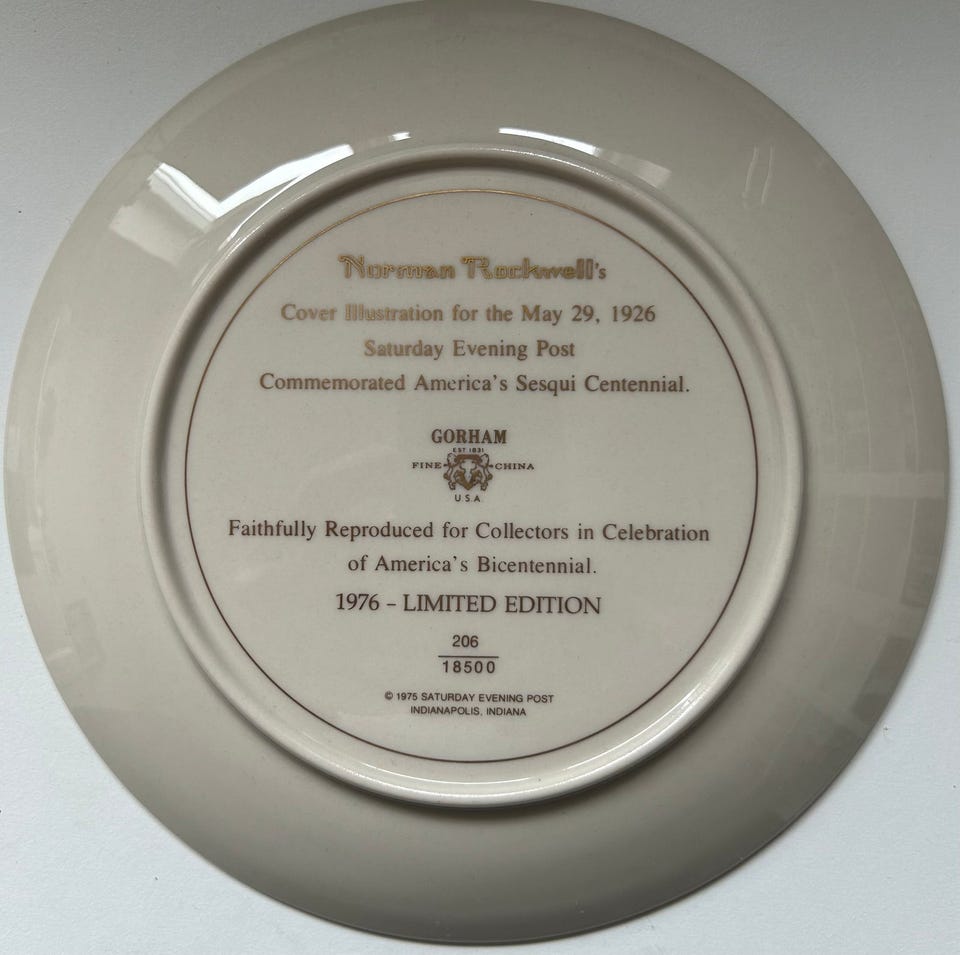 Norman Rockwell's
Cover Illustration for the May 29, 1926
Saturday Evening Post
Commemorated America's Sesqui Centennial.
GORHAM
EST 1831
FINE CHINA
U.S.A
Faithfully Reproduced for Collectors in Celebration
of America's Bicentennial.
1976 – LIMITED EDITION
206
18500
© 1975 SATURDAY EVENING POST
INDIANAPOLIS, INDIANA